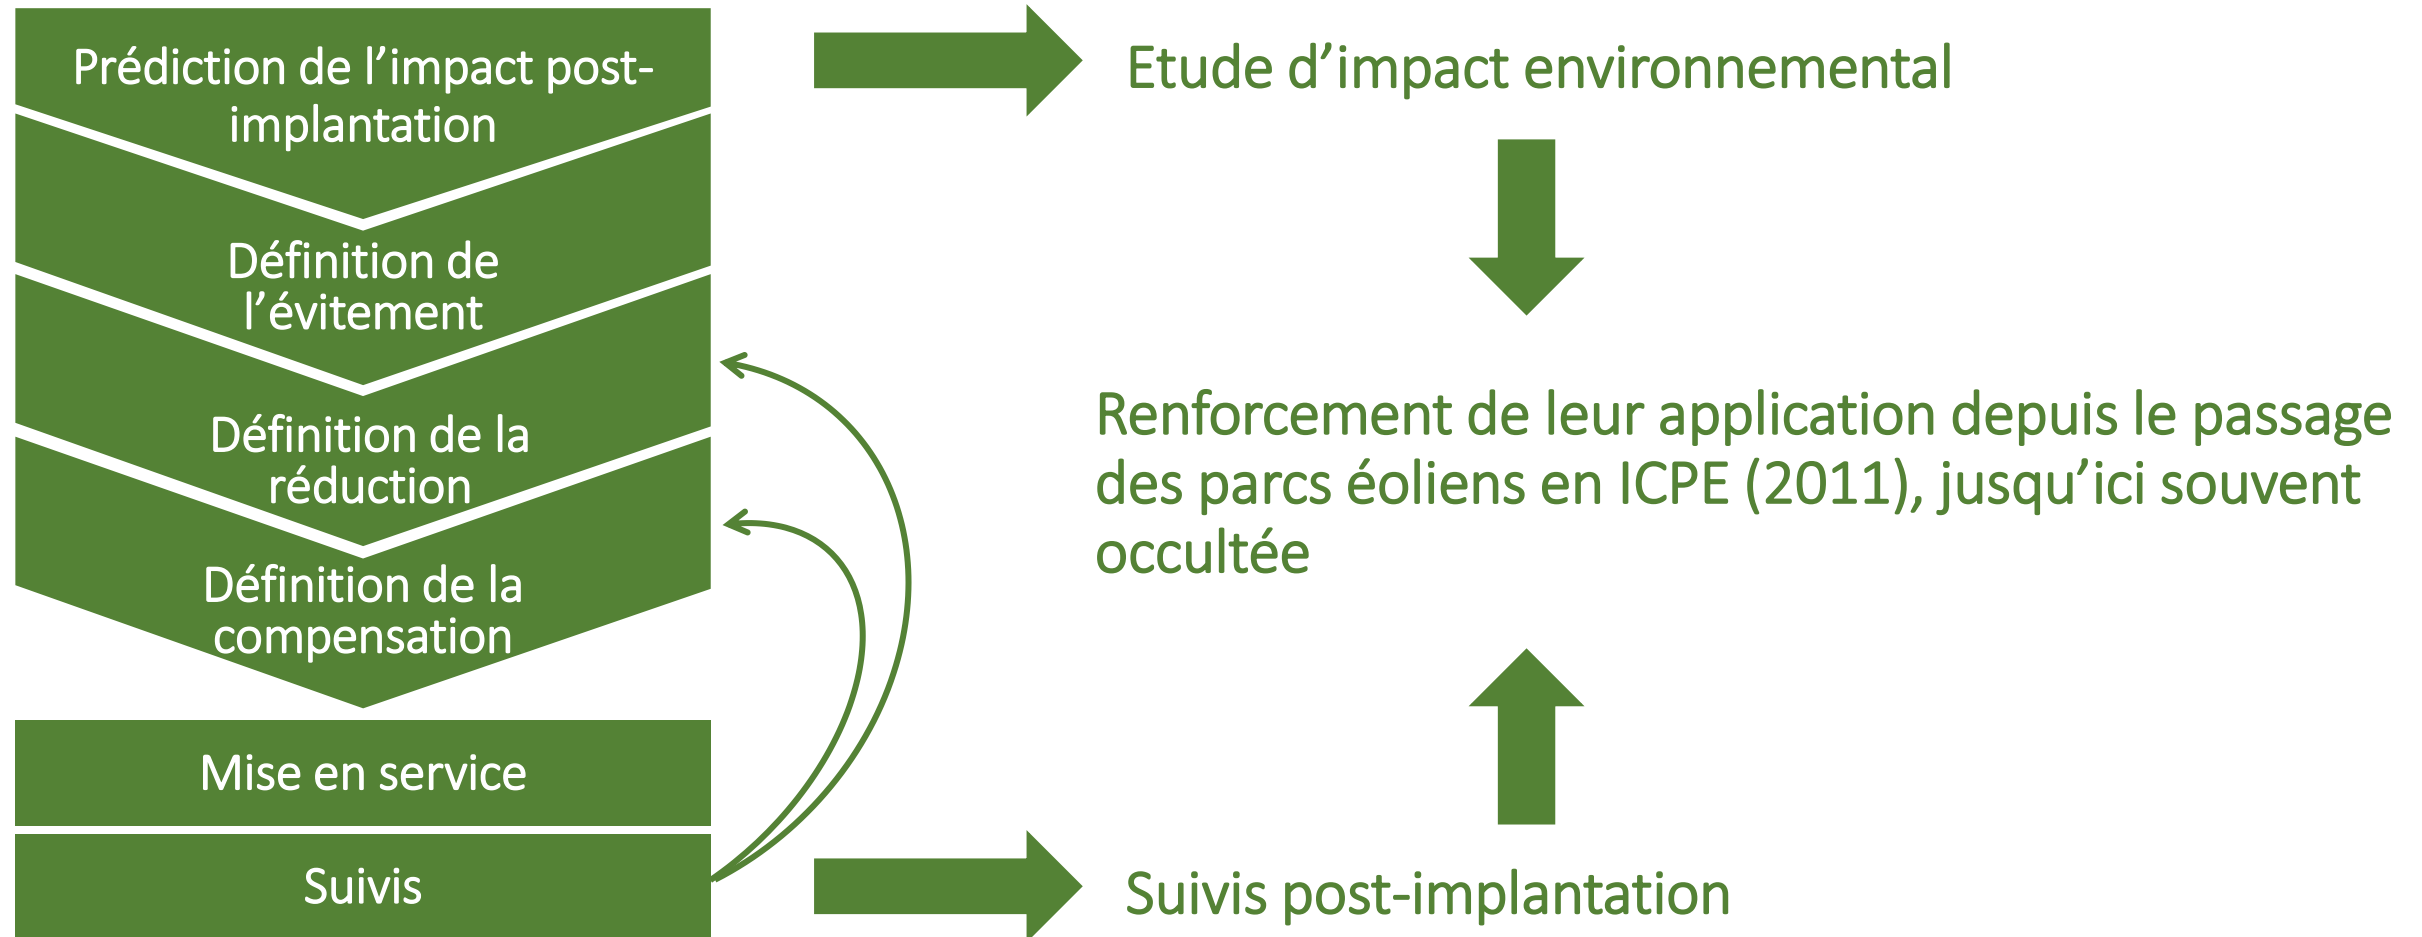 Prédiction de l’impact post-
implantation
Définition de
l’évitement
Définition de la
réduction
Définition de la
compensation
Mise en service
Suivis
Etude d’impact environnemental
Renforcement de leur application depuis le passage
des parcs éoliens en ICPE (2011), jusqu’ici souvent
occultée
Suivis post-implantation